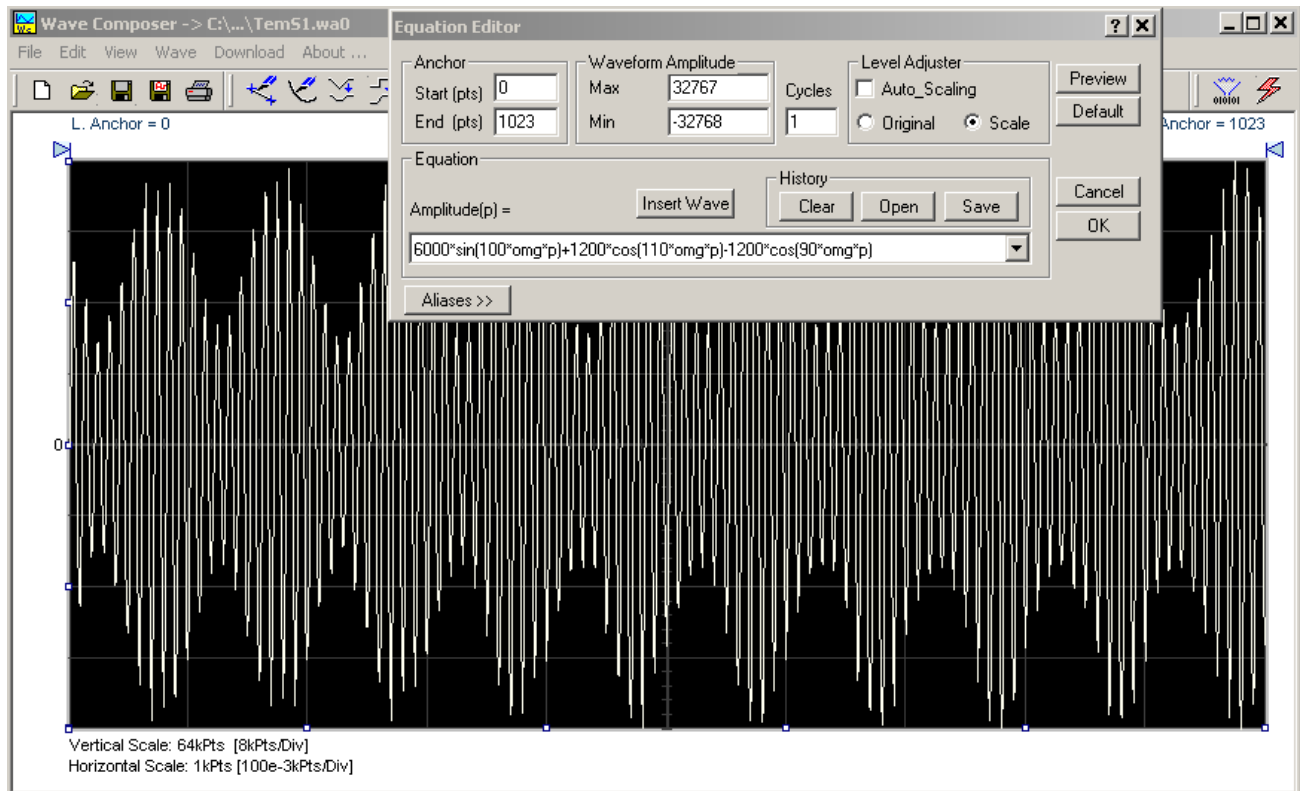 Wave Composer -> C:\...\TemS1.wa0
File Edit View Wave Download About ...
L. Anchor = 0
Anchor = 1023
Equation Editor
Anchor
Start (pts) 0
End (pts) 1023
Waveform Amplitude
Max 32767
Min -32768
Cycles
1
Level Adjuster
Auto_Scaling
Original Scale
Preview
Default
Cancel
OK
Equation
Amplitude(p) =
Insert Wave
History
Clear Open Save
6000*sin(100*omg*p)+1200*cos(110*omg*p)-1200*cos(90*omg*p)
Aliases >>
0
Vertical Scale: 64kPts [8kPts/Div]
Horizontal Scale: 1kPts [100e-3kPts/Div]